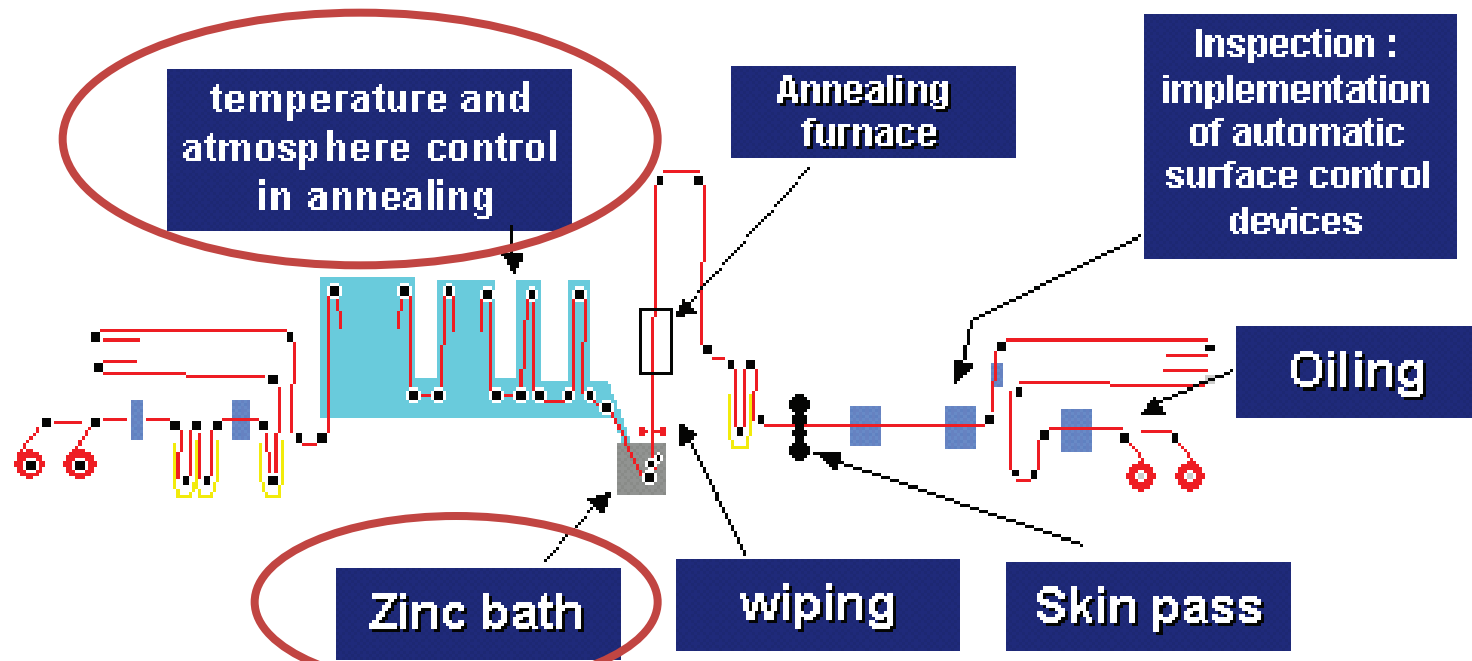 temperature and
atmosphere control
in annealing
Annealing
furnace
Inspection :
implementation
of automatic
surface control
devices
Oiling
Zinc bath
wiping
Skin pass